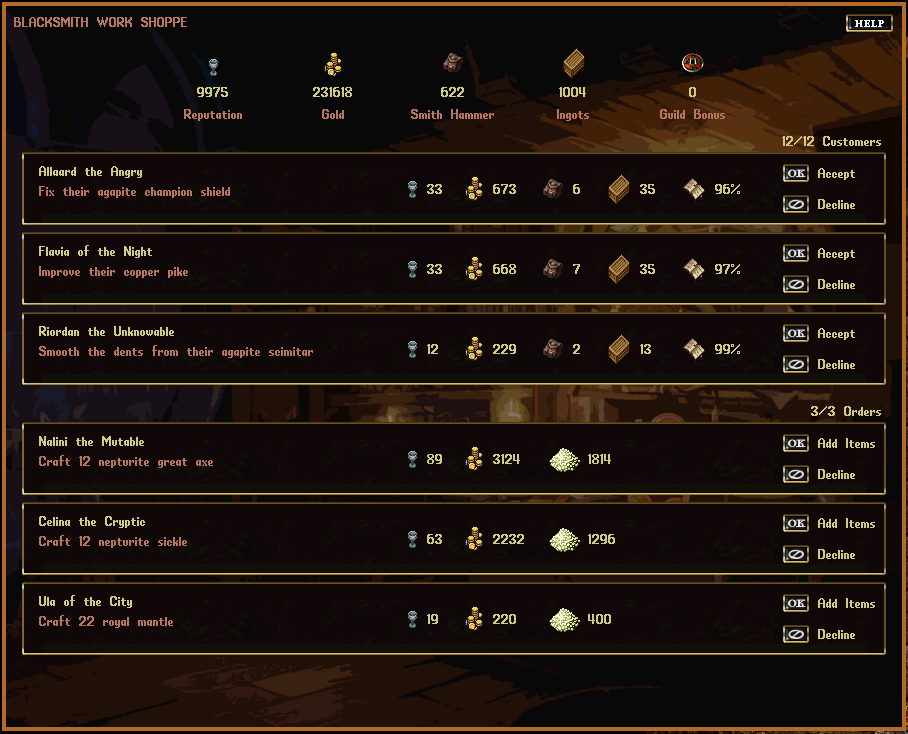 BLACKSMITH WORK SHOPPE
HELP
9975 231618 622 1004 0
Reputation Gold Smith Hammer Ingots Guild Bonus
12/12 Customers
Allaard the Angry
Fix their agapite champion shield
33 673 6 35 96%
OK Accept
Decline
Flavia of the Night
Improve their copper pike
33 668 7 35 97%
OK Accept
Decline
Riordan the Unknowable
Smooth the dents from their agapite scimitar
12 229 2 13 99%
OK Accept
Decline
3/3 Orders
Nalini the Mutable
Craft 12 nepturite great axe
89 3124 1814
OK Add Items
Decline
Celina the Cryptic
Craft 12 nepturite sickle
63 2232 1296
OK Add Items
Decline
Ula of the City
Craft 22 royal mantle
19 220 400
OK Add Items
Decline